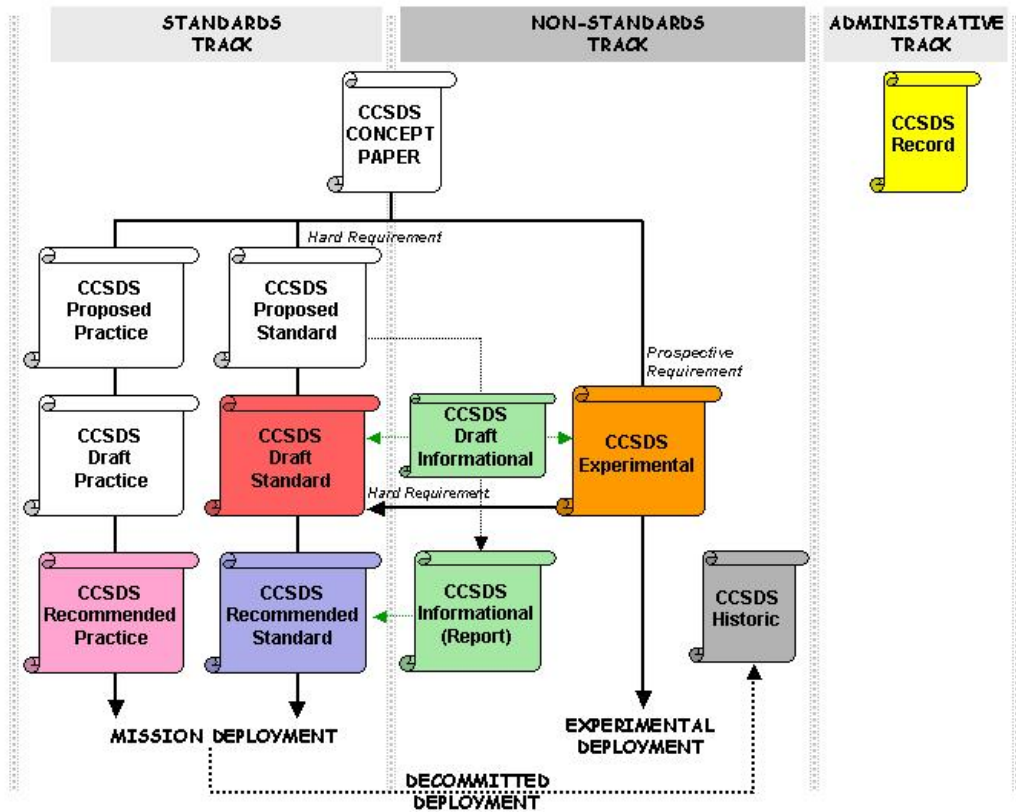 STANDARDS
TRACK
NON-STANDARDS
TRACK
ADMINISTRATIVE
TRACK
CCSDS
CONCEPT
PAPER
CCSDS
Record
Hard Requirement
CCSDS
Proposed
Practice
CCSDS
Proposed
Standard
Prospective
Requirement
CCSDS
Draft
Practice
CCSDS
Draft
Standard
CCSDS
Draft
Informational
CCSDS
Experimental
Hard Requirement
CCSDS
Recommended
Practice
CCSDS
Recommended
Standard
CCSDS
Informational
(Report)
CCSDS
Historic
MISSION DEPLOYMENT
EXPERIMENTAL
DEPLOYMENT
DECOMMITTED
DEPLOYMENT